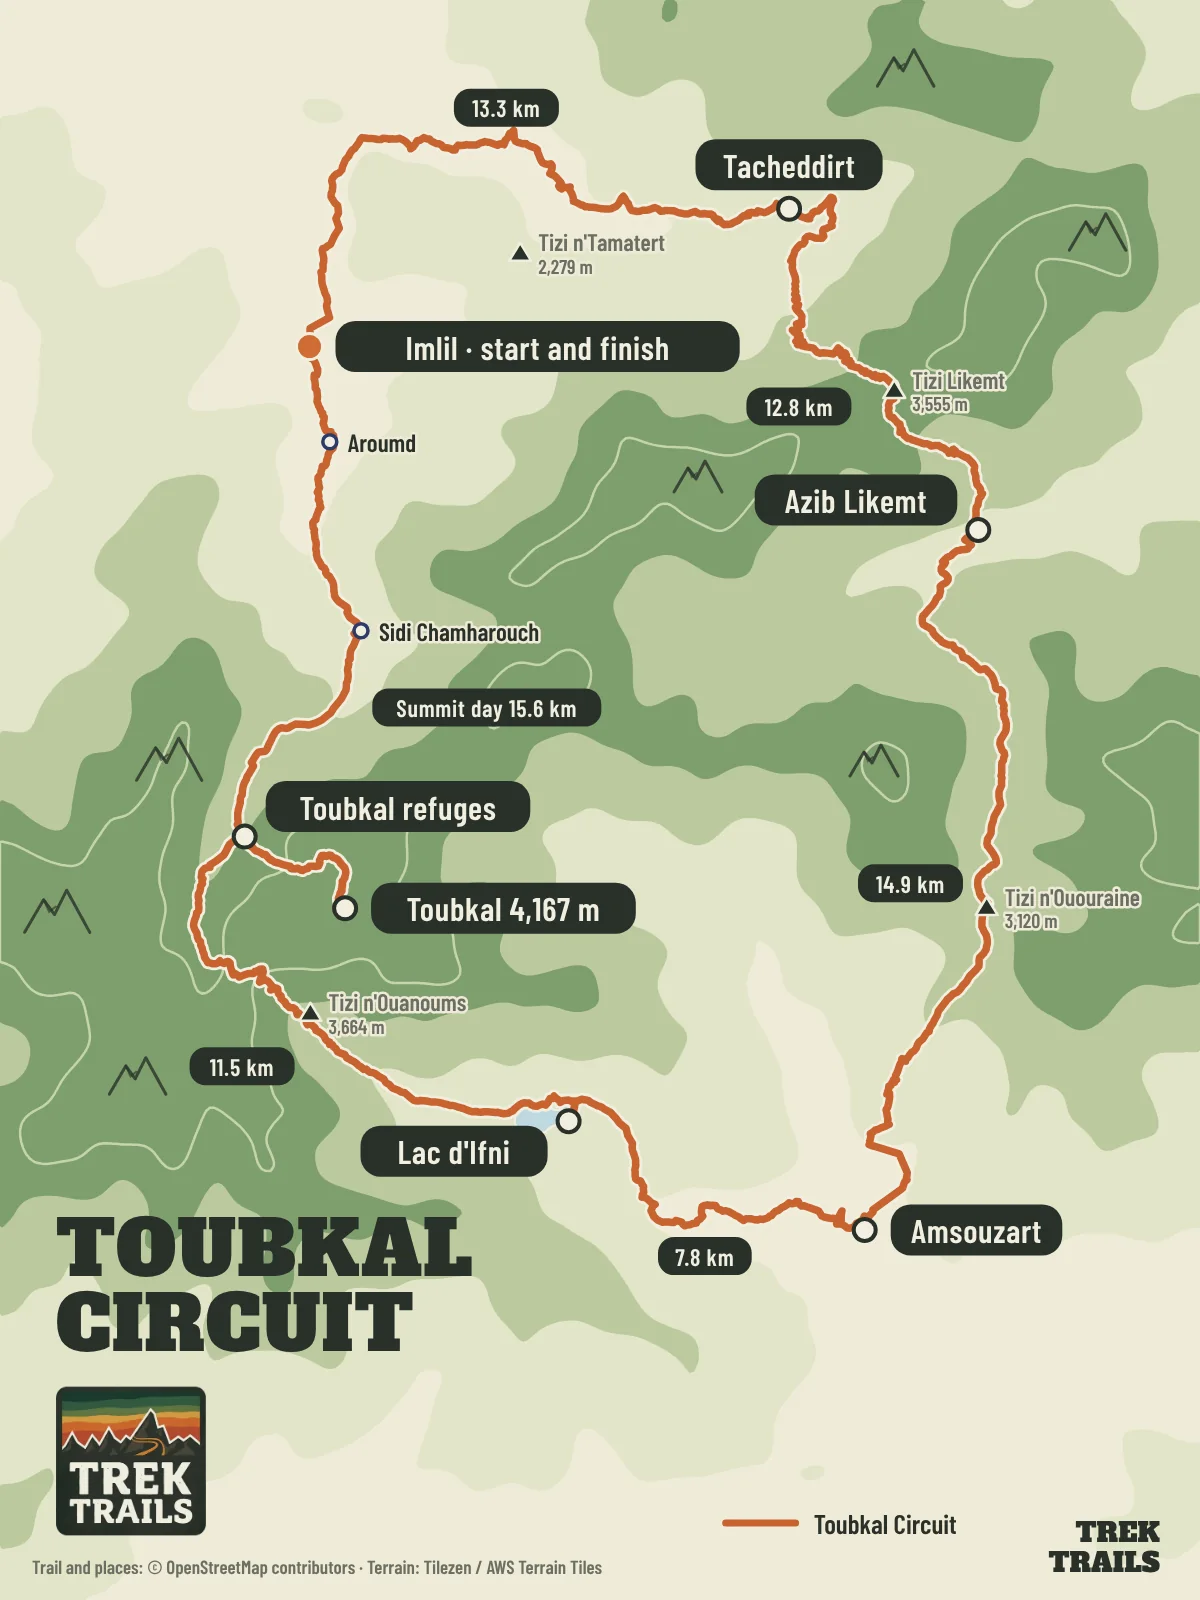 13.3 km
Tacheddirt
Tizi n'Tamatert
2,279 m
Imlil · start and finish
Tizi Likemt
3,555 m
12.8 km
Aroumd
Azib Likemt
Sidi Chamharouch
Summit day 15.6 km
Toubkal refuges
14.9 km
Tizi n'Ououraine
3,120 m
Toubkal 4,167 m
Tizi n'Ouanoums
3,664 m
11.5 km
Lac d'Ifni
Amsouzart
7.8 km
TOUBKAL
CIRCUIT
TREK
TRAILS
Toubkal Circuit
TREK
TRAILS
Trail and places: © OpenStreetMap contributors · Terrain: Tilezen / AWS Terrain Tiles